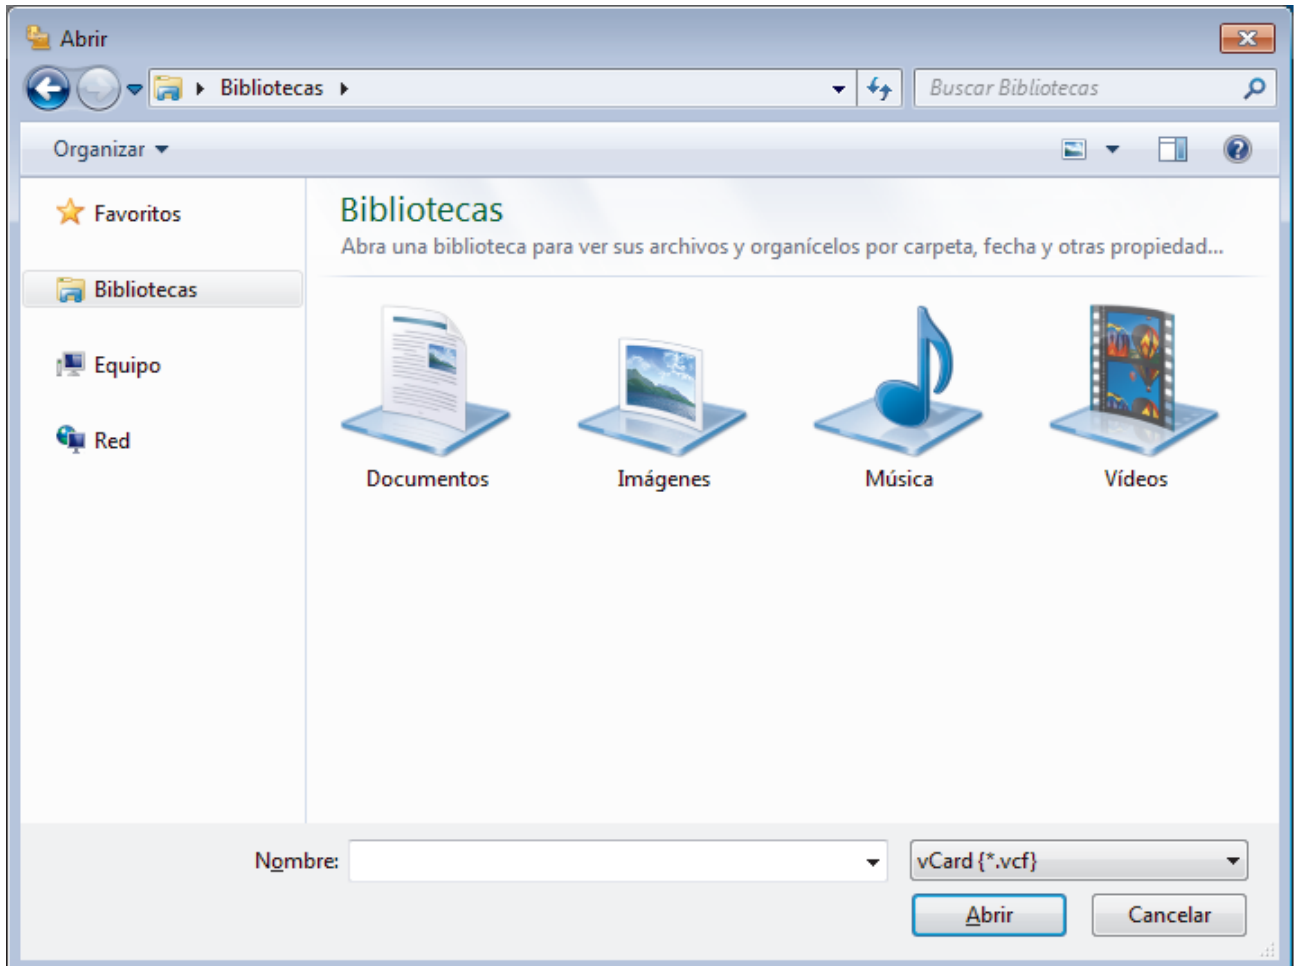 Abrir
Bibliotecas
Buscar Bibliotecas
Organizar
Favoritos
Bibliotecas
Equipo
Red
Bibliotecas
Abra una biblioteca para ver sus archivos y organícelos por carpeta, fecha y otras propiedad...
Documentos
Imágenes
Música
Vídeos
Nombre:
vCard {*.vcf}
Abrir
Cancelar